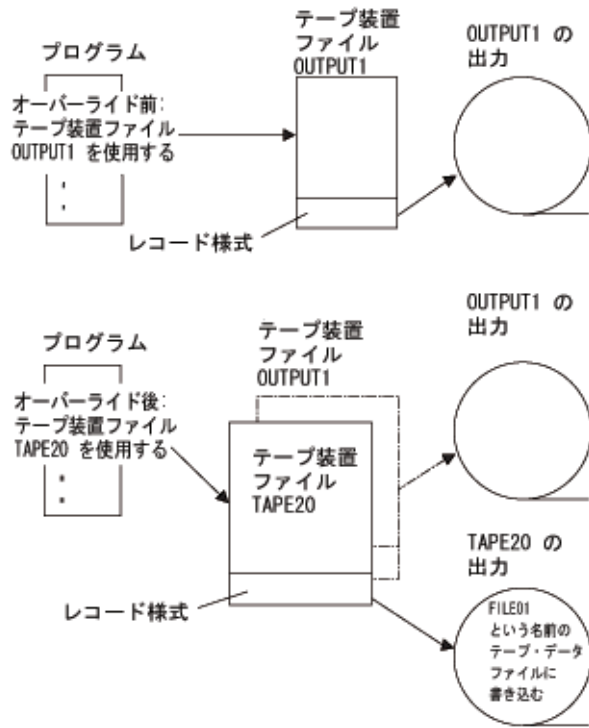 プログラム
オーバーライド前:
テープ装置ファイル
OUTPUT1 を使用する
テープ装置
ファイル
OUTPUT1
OUTPUT1 の
出力
レコード様式
プログラム
オーバーライド後:
テープ装置ファイル
TAPE20 を使用する
テープ装置
ファイル
OUTPUT1
テープ装置
ファイル
TAPE20
レコード様式
OUTPUT1 の
出力
TAPE20 の
出力
FILE01
という名前の
テープ・データ
ファイルに
書き込む